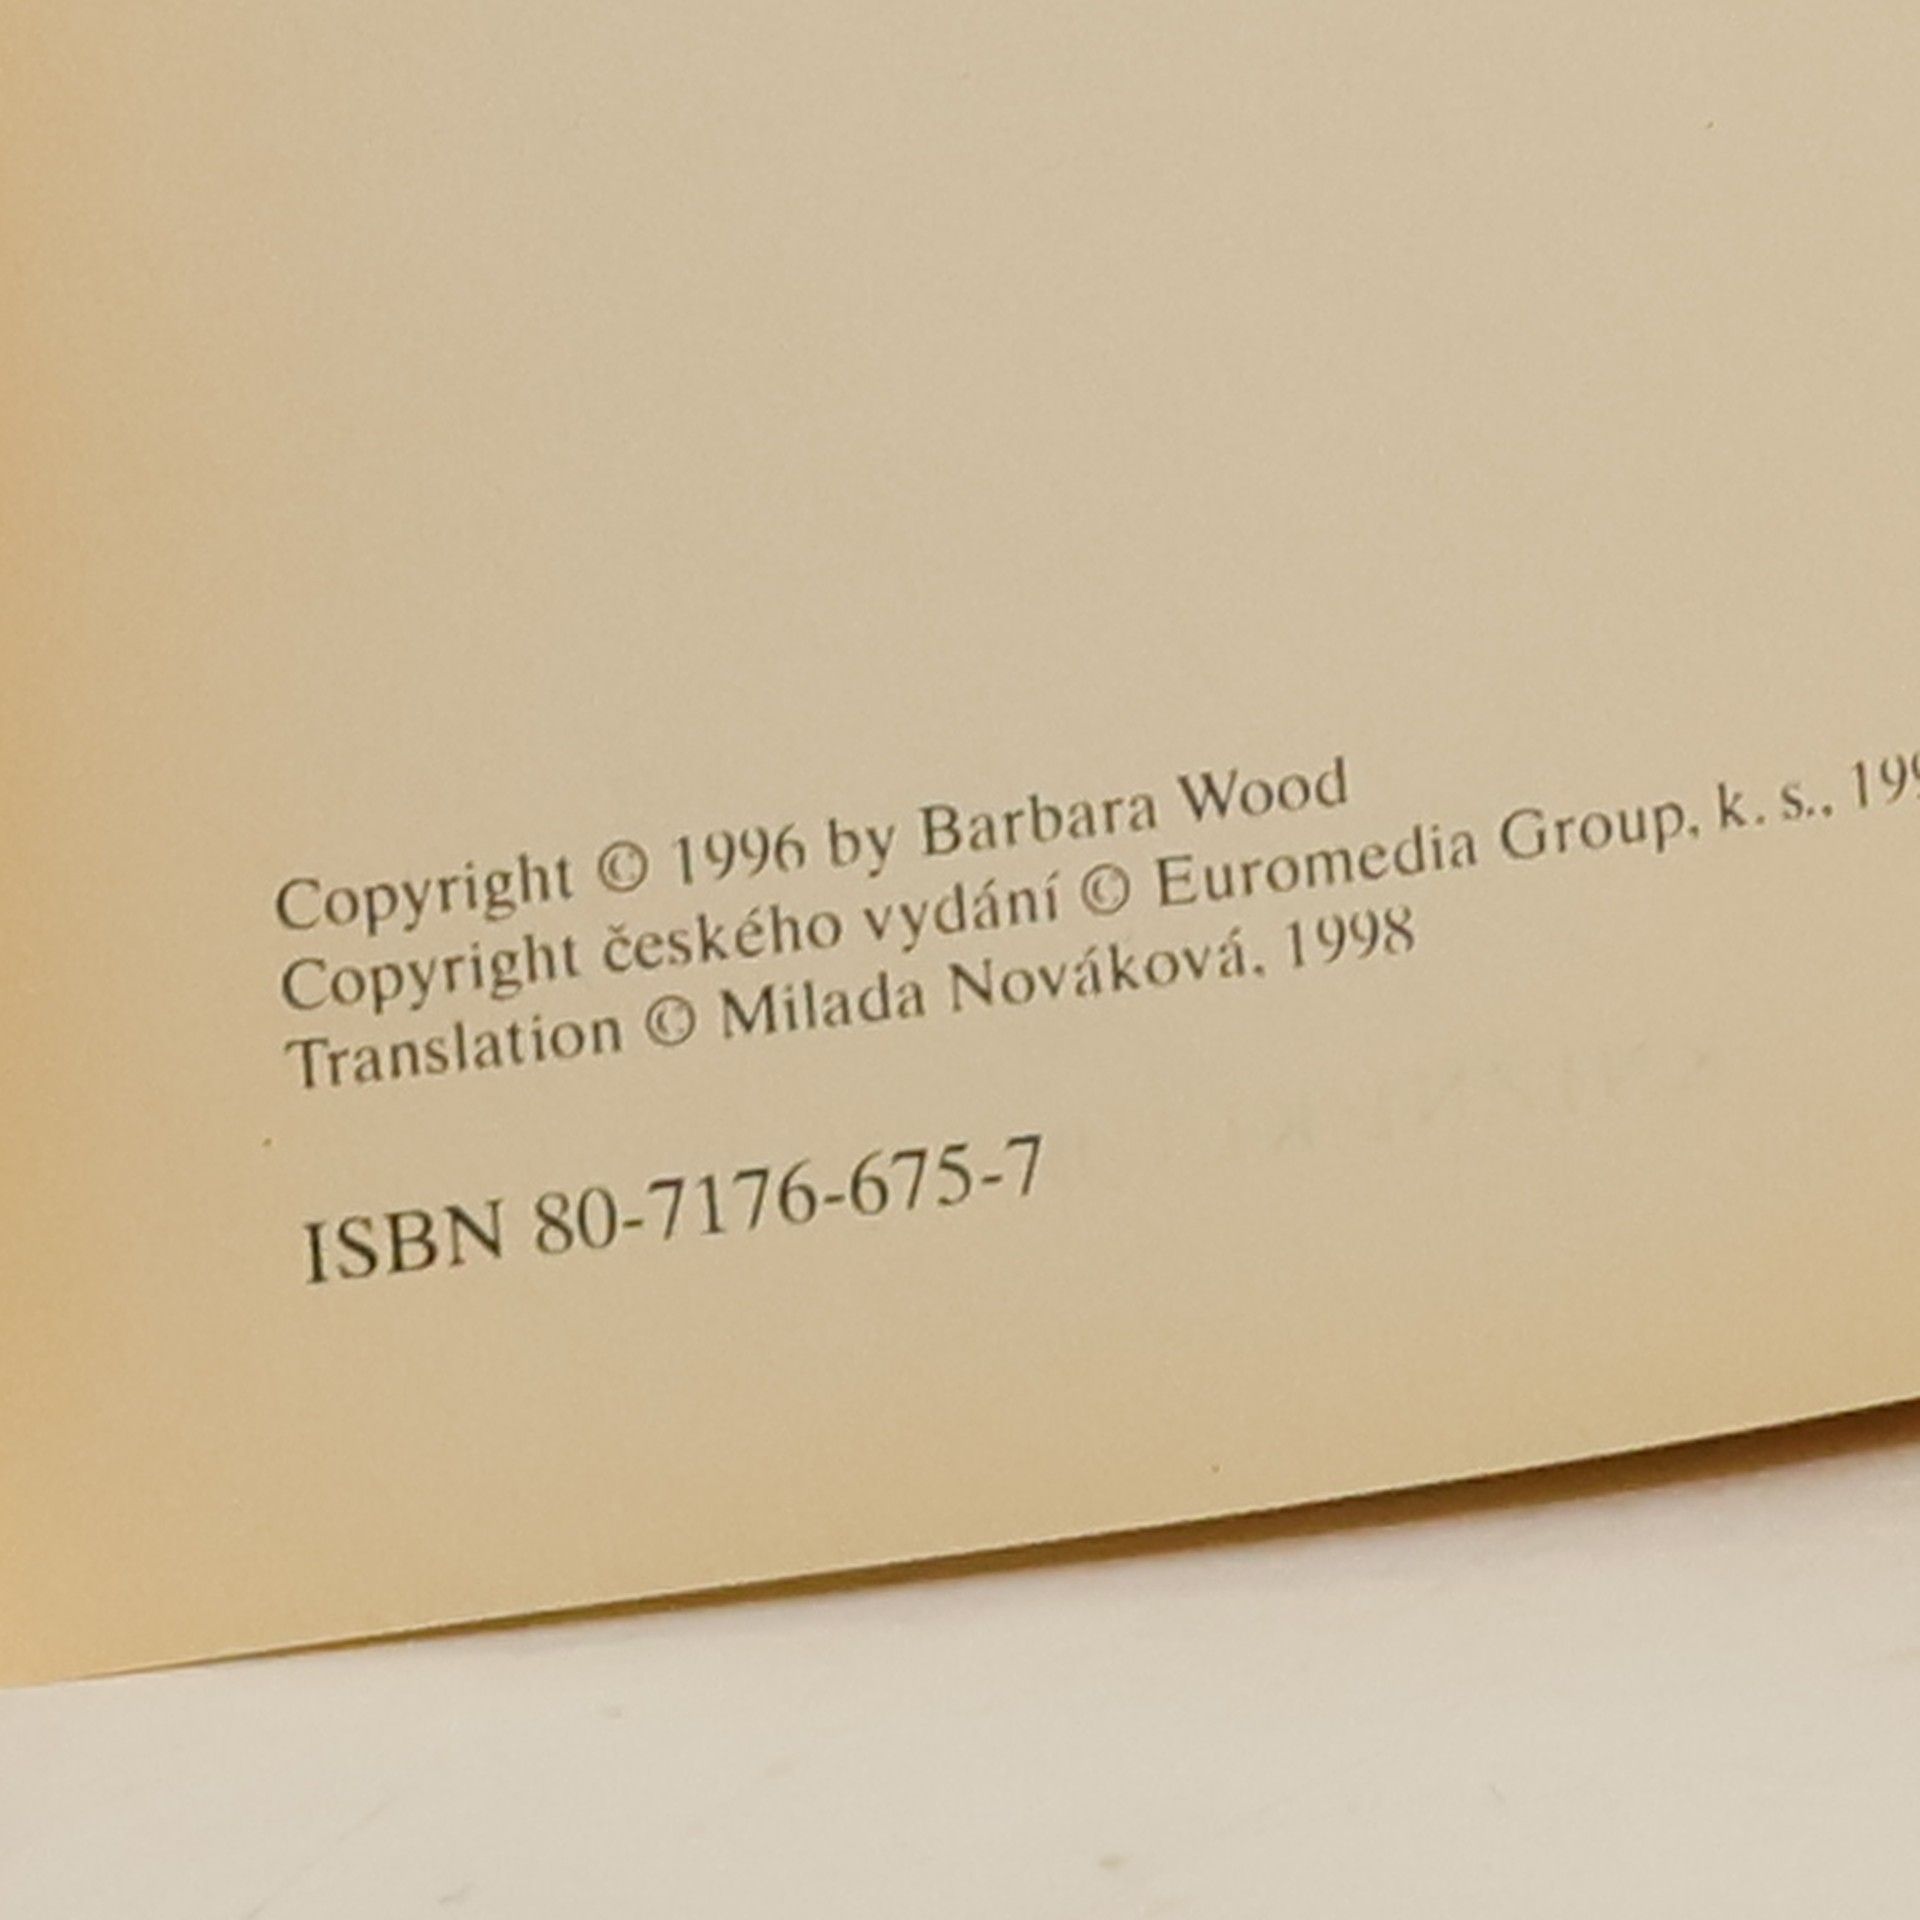 Copyright © 1996 by Barbara Wood
Copyright českého vydání © Euromedia Group, k. s.,
Translation © Milada Nováková, 1998
ISBN 80-7176-675-7